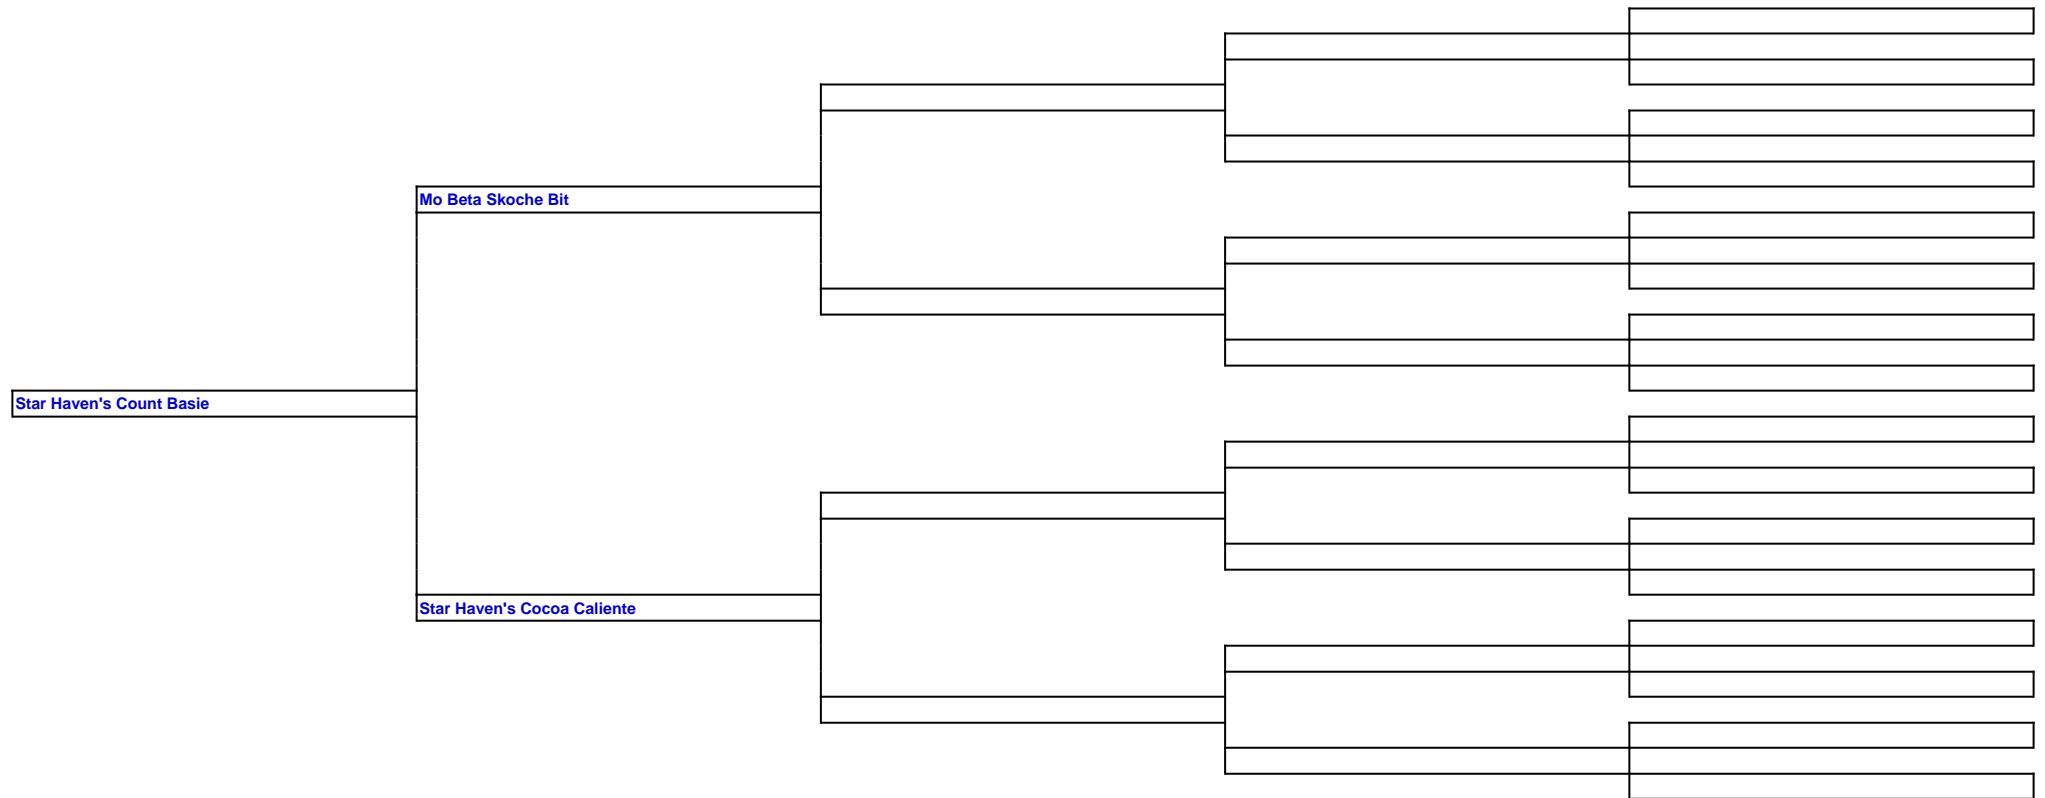 Mo Beta Skoche Bit
Star Haven's Count Basie
Star Haven's Cocoa Caliente